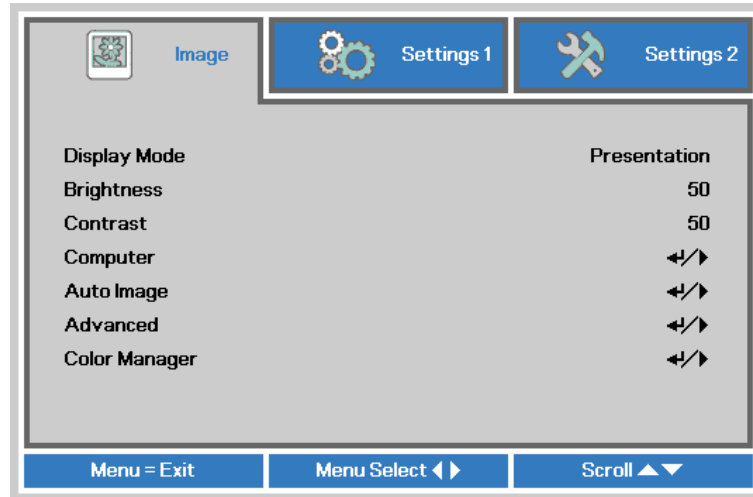 Image Settings 1 Settings 2
Display Mode Presentation
Brightness 50
Contrast 50
Computer ↵/▶
Auto Image ↵/▶
Advanced ↵/▶
Color Manager ↵/▶
Menu = Exit Menu Select ◀ ▶ Scroll ▲▼